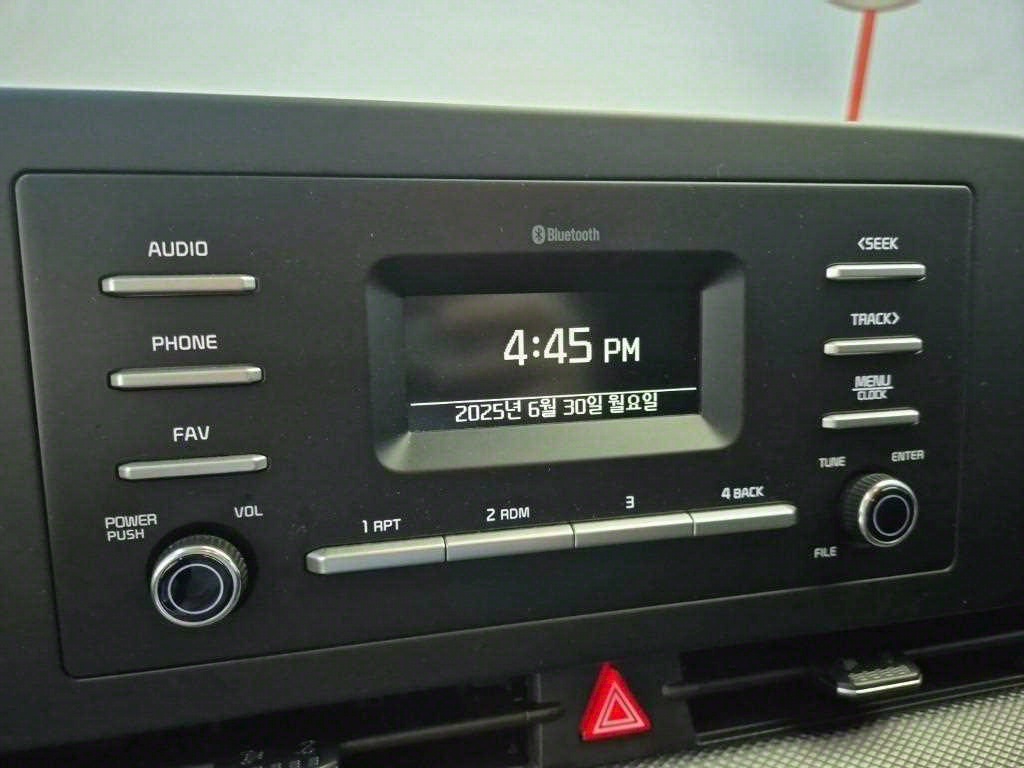 Bluetooth
AUDIO
PHONE
FAV
POWER
PUSH
VOL
4:45 PM
2025년 6월 30일 월요일
1 RPT
2 RDM
3
4 BACK
<SEEK
TRACK>
MENU
CLOCK
TUNE
ENTER
FILE